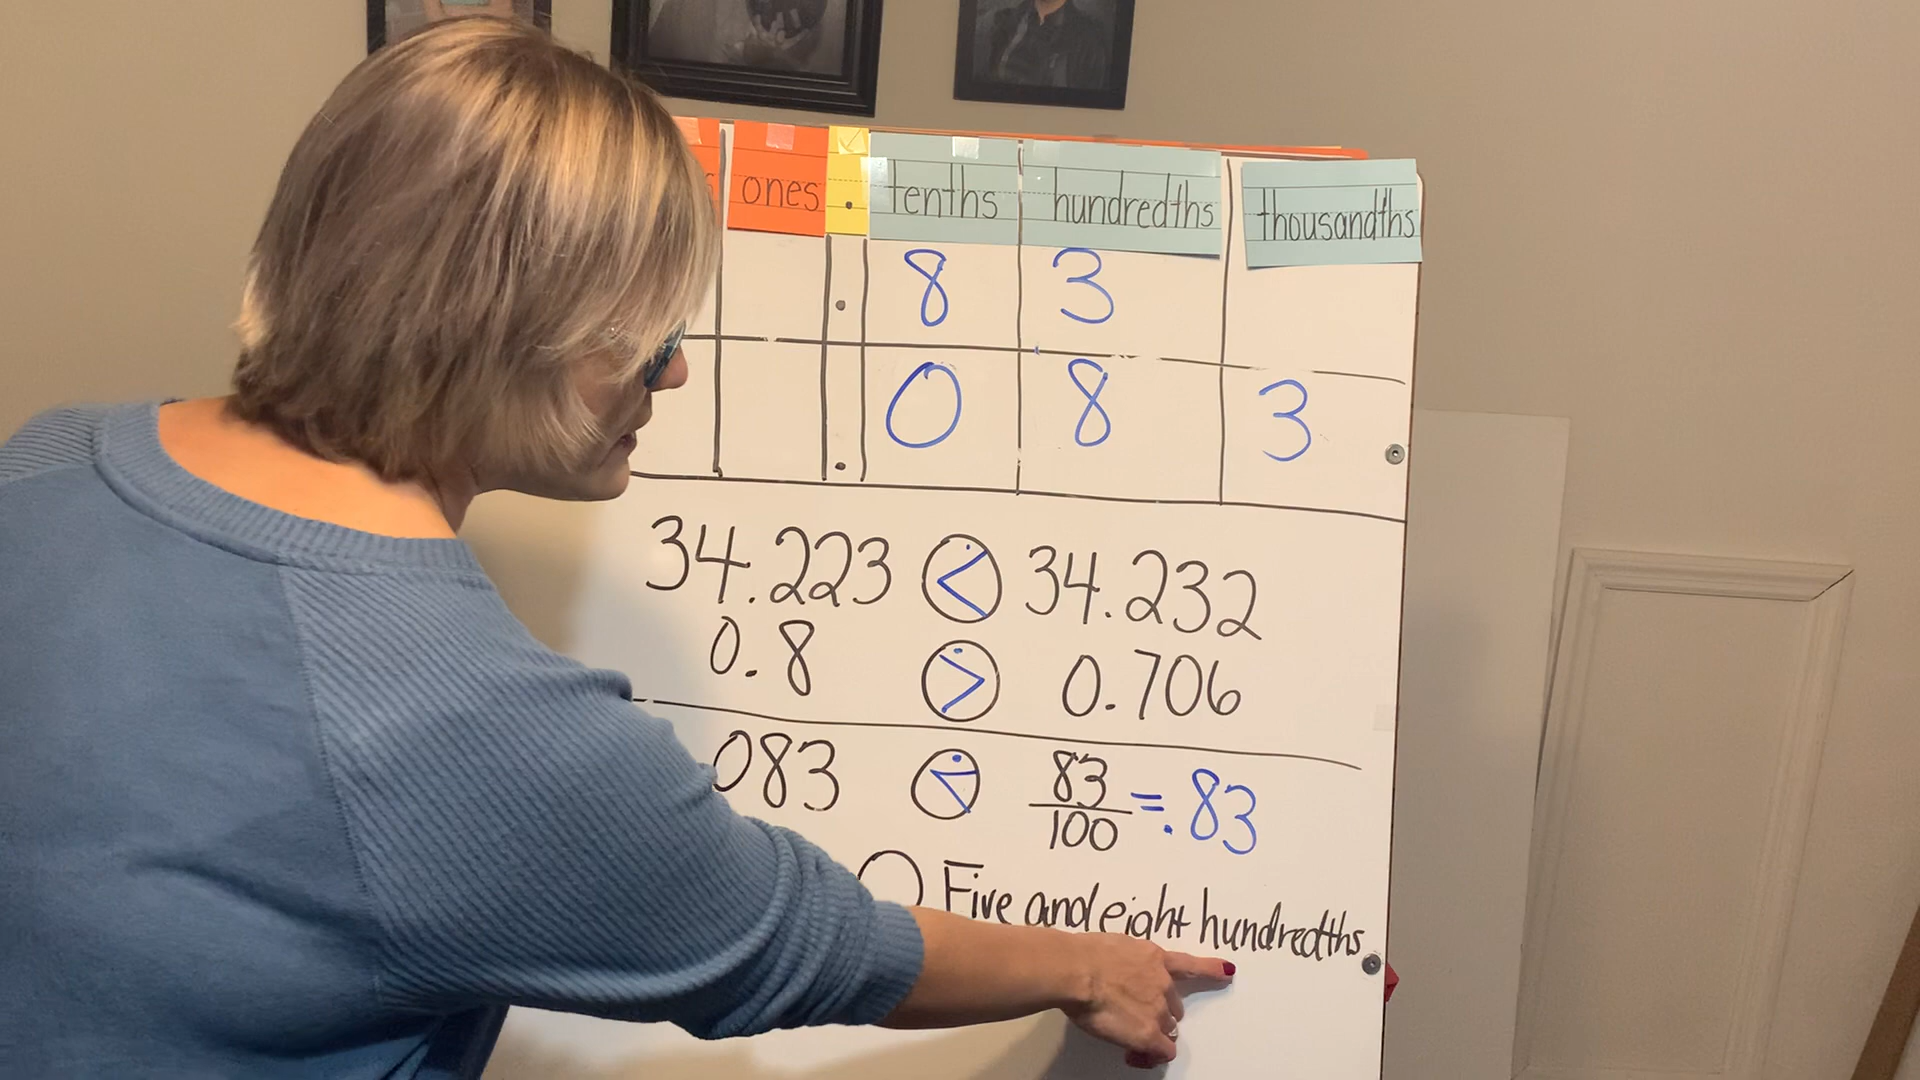 ones . tenths hundredths thousandths
. 8 3
. 0 8 3
34.223 < 34.232
0.8 > 0.706
083 < 83/100 = .83
Five and eight hundredths